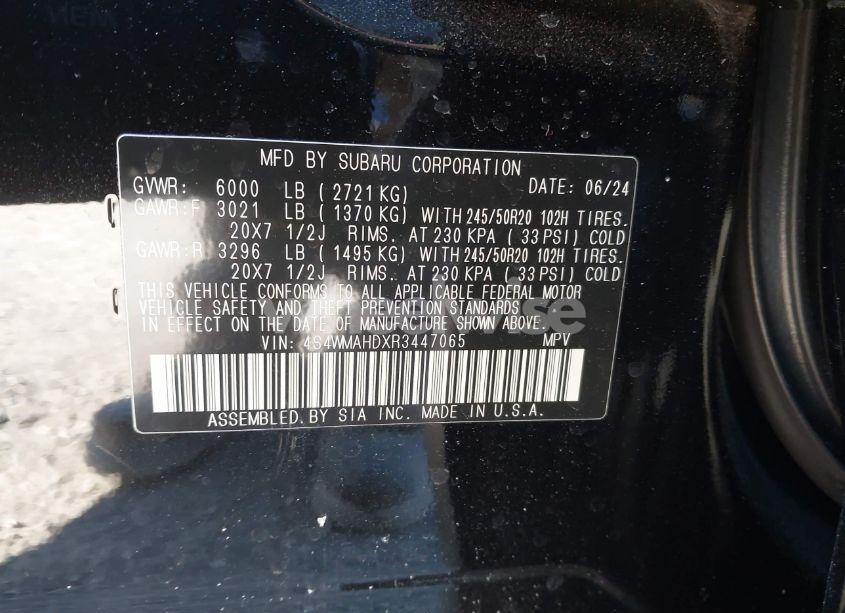 MFD BY SUBARU CORPORATION
GVWR: 6000 LB ( 2721 KG) DATE: 06/24
GAWR:F 3021 LB ( 1370 KG) WITH 245/50R20 102H TIRES.
20X7 1/2J RIMS. AT 230 KPA ( 33 PSI) COLD
GAWR:R 3296 LB ( 1495 KG) WITH 245/50R20 102H TIRES.
20X7 1/2J RIMS. AT 230 KPA ( 33 PSI) COLD
THIS VEHICLE CONFORMS TO ALL APPLICABLE FEDERAL MOTOR
VEHICLE SAFETY AND THEFT PREVENTION STANDARDS
IN EFFECT ON THE DATE OF MANUFACTURE SHOWN ABOVE.
VIN: 4S4WMAHDXR3447065 MPV
ASSEMBLED BY SIA INC. MADE IN U.S.A.